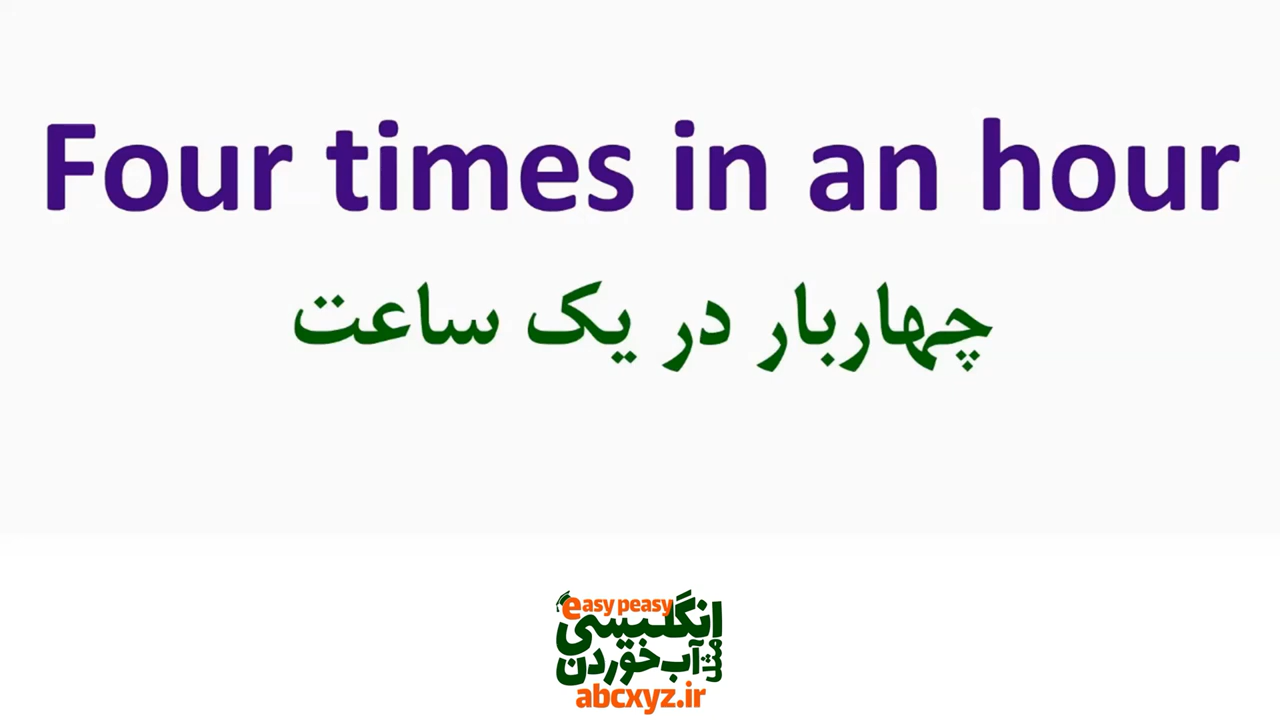 Four times in an hour
چهاربار در یک ساعت
easy peasy
انگلیسی
مثل آب خوردن
abcxyz.ir